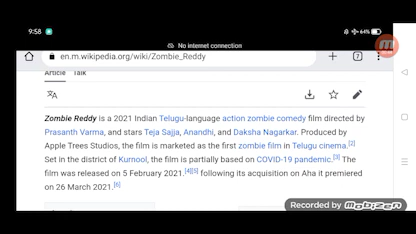 9:58
64%
No internet connection
en.m.wikipedia.org/wiki/Zombie_Reddy
7
Article Talk
Zombie Reddy is a 2021 Indian Telugu-language action zombie comedy film directed by
Prasanth Varma, and stars Teja Sajja, Anandhi, and Daksha Nagarkar. Produced by
Apple Trees Studios, the film is marketed as the first zombie film in Telugu cinema.[2]
Set in the district of Kurnool, the film is partially based on COVID-19 pandemic.[3] The
film was released on 5 February 2021.[4][5] following its acquisition on Aha it premiered
on 26 March 2021.[6]
Recorded by MOBIZEN